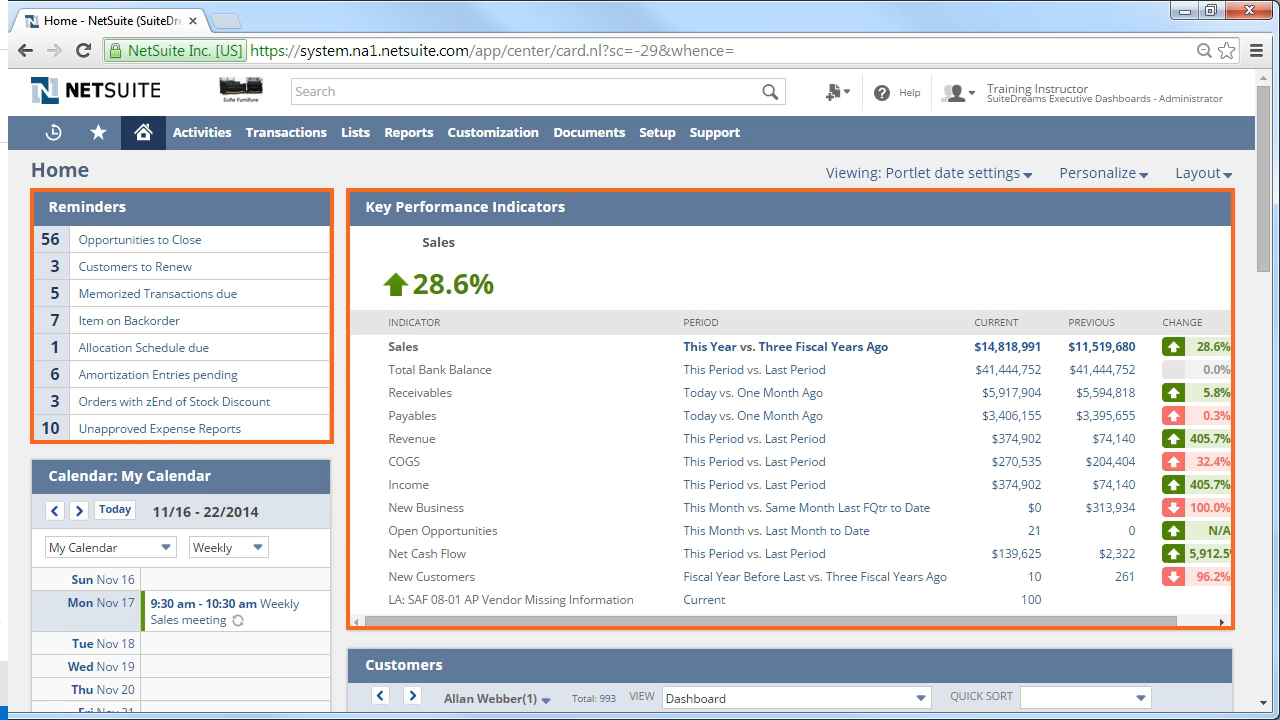 Home - NetSuite (SuiteDr
NetSuite Inc. [US] https://system.na1.netsuite.com/app/center/card.nl?sc=-29&whence=
NETSUITE
Suite Furniture
Search
Help
Training Instructor
SuiteDreams Executive Dashboards - Administrator
Activities Transactions Lists Reports Customization Documents Setup Support
Home
Viewing: Portlet date settings Personalize Layout
Reminders
56 Opportunities to Close
3 Customers to Renew
5 Memorized Transactions due
7 Item on Backorder
1 Allocation Schedule due
6 Amortization Entries pending
3 Orders with zEnd of Stock Discount
10 Unapproved Expense Reports
Calendar: My Calendar
Today 11/16 - 22/2014
My Calendar Weekly
Sun Nov 16
Mon Nov 17 9:30 am - 10:30 am Weekly
Sales meeting
Tue Nov 18
Wed Nov 19
Thu Nov 20
Fri Nov 21
Key Performance Indicators
Sales
28.6%
INDICATOR PERIOD CURRENT PREVIOUS CHANGE
Sales This Year vs. Three Fiscal Years Ago $14,818,991 $11,519,680 28.6%
Total Bank Balance This Period vs. Last Period $41,444,752 $41,444,752 0.0%
Receivables Today vs. One Month Ago $5,917,904 $5,594,818 5.8%
Payables Today vs. One Month Ago $3,406,155 $3,395,655 0.3%
Revenue This Period vs. Last Period $374,902 $74,140 405.7%
COGS This Period vs. Last Period $270,535 $204,404 32.4%
Income This Period vs. Last Period $374,902 $74,140 405.7%
New Business This Month vs. Same Month Last FQtr to Date $0 $313,934 100.0%
Open Opportunities This Month vs. Last Month to Date 21 0 N/A
Net Cash Flow This Period vs. Last Period $139,625 $2,322 5,912.5
New Customers Fiscal Year Before Last vs. Three Fiscal Years Ago 10 261 96.2%
LA: SAF 08-01 AP Vendor Missing Information Current 100
Customers
Allan Webber(1) Total: 993 VIEW Dashboard QUICK SORT